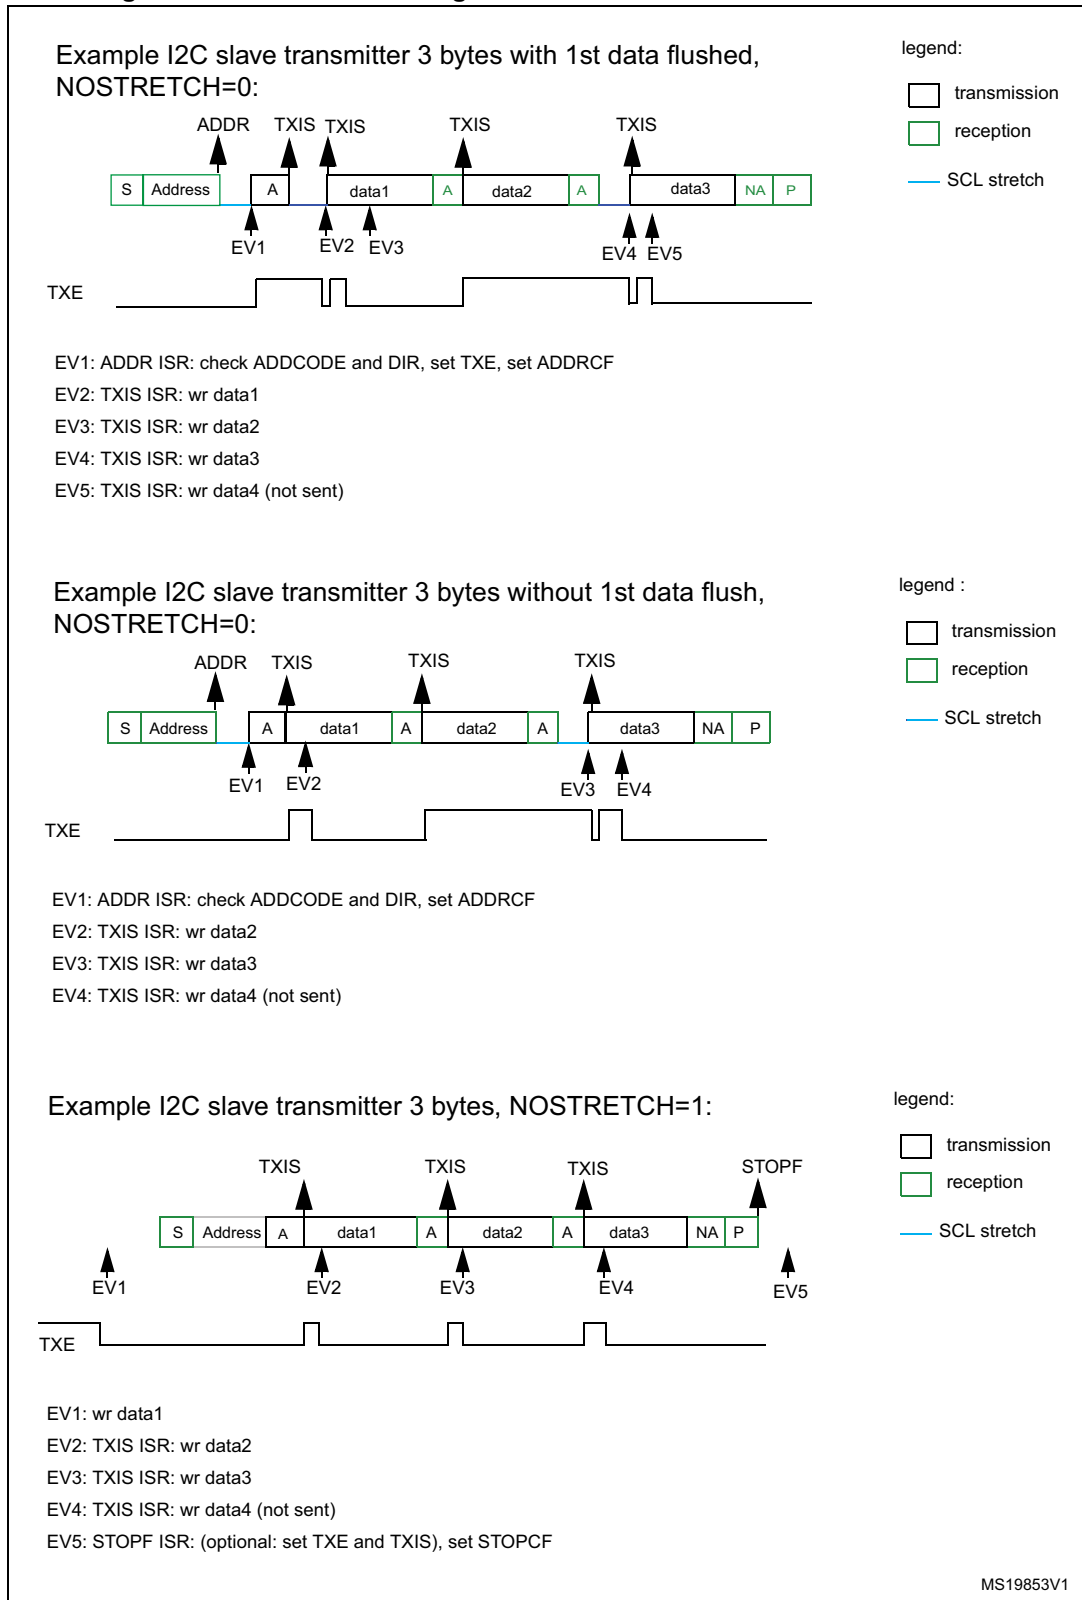 Example I2C slave transmitter 3 bytes with 1st data flushed,
NOSTRETCH=0:
legend:
transmission
reception
SCL stretch
ADDR TXIS TXIS TXIS TXIS
S Address A data1 A data2 A data3 NA P
EV1 EV2 EV3 EV4 EV5
TXE
EV1: ADDR ISR: check ADDCODE and DIR, set TXE, set ADDRCF
EV2: TXIS ISR: wr data1
EV3: TXIS ISR: wr data2
EV4: TXIS ISR: wr data3
EV5: TXIS ISR: wr data4 (not sent)
Example I2C slave transmitter 3 bytes without 1st data flush,
NOSTRETCH=0:
legend :
transmission
reception
SCL stretch
ADDR TXIS TXIS TXIS
S Address A data1 A data2 A data3 NA P
EV1 EV2 EV3 EV4
TXE
EV1: ADDR ISR: check ADDCODE and DIR, set ADDRCF
EV2: TXIS ISR: wr data2
EV3: TXIS ISR: wr data3
EV4: TXIS ISR: wr data4 (not sent)
Example I2C slave transmitter 3 bytes, NOSTRETCH=1:
legend:
transmission
reception
SCL stretch
TXIS TXIS TXIS STOPF
S Address A data1 A data2 A data3 NA P
EV1 EV2 EV3 EV4 EV5
TXE
EV1: wr data1
EV2: TXIS ISR: wr data2
EV3: TXIS ISR: wr data3
EV4: TXIS ISR: wr data4 (not sent)
EV5: STOPF ISR: (optional: set TXE and TXIS), set STOPCF
MS19853V1